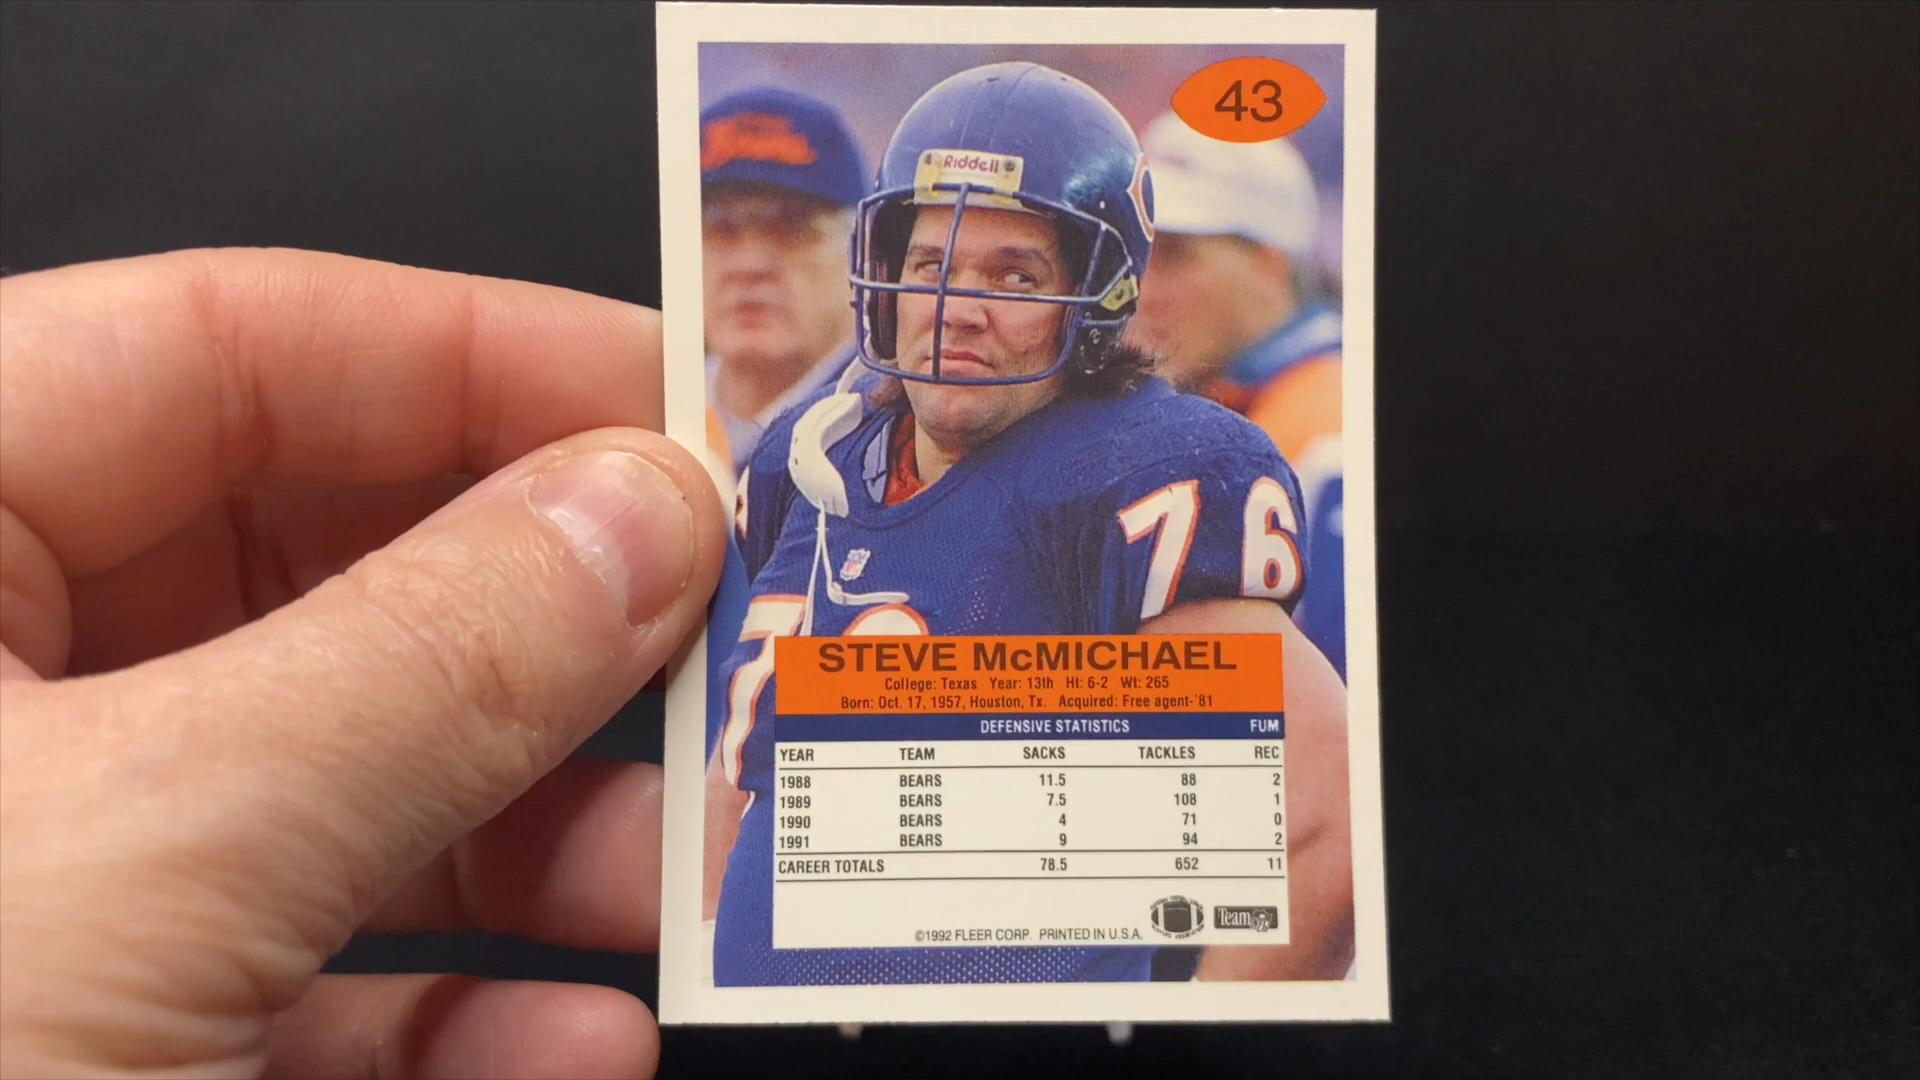 43
Riddell
76
STEVE McMICHAEL
College: Texas Year: 13th Ht: 6-2 Wt: 265
Born: Oct. 17, 1957, Houston, Tx. Acquired: Free agent-'81
DEFENSIVE STATISTICS FUM
YEAR TEAM SACKS TACKLES REC
1988 BEARS 11.5 88 2
1989 BEARS 7.5 108 1
1990 BEARS 4 71 0
1991 BEARS 9 94 2
CAREER TOTALS 78.5 652 11
Team NFL
©1992 FLEER CORP. PRINTED IN U.S.A.